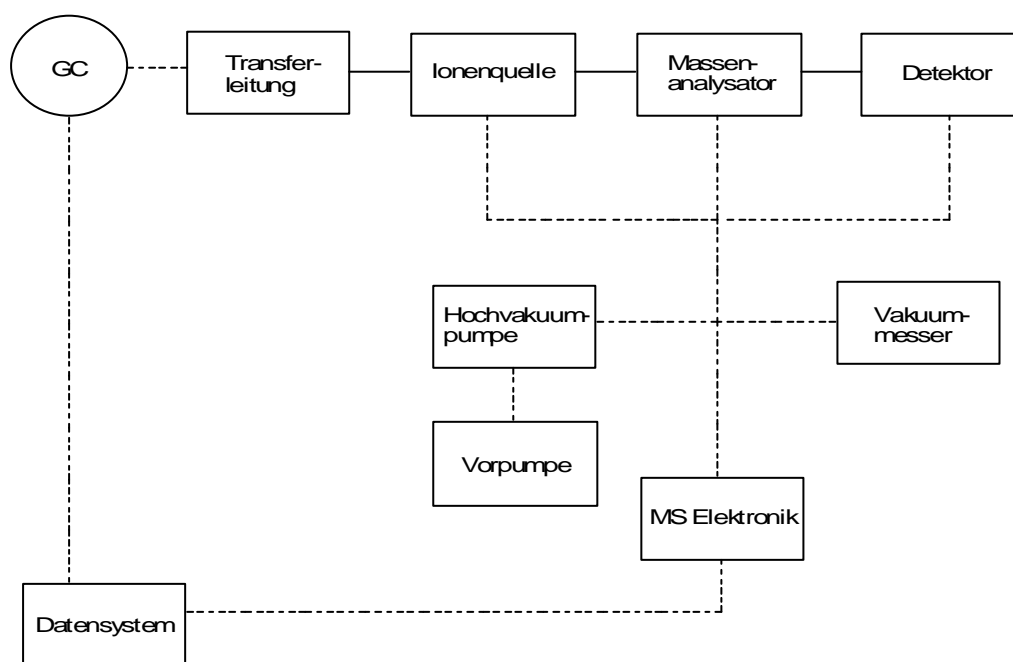 GC
Transfer-
leitung
Ionenquelle
Massen-
analysator
Detektor
Hochvakuum-
pumpe
Vakuum-
messer
Vorpumpe
MS Elektronik
Datensystem